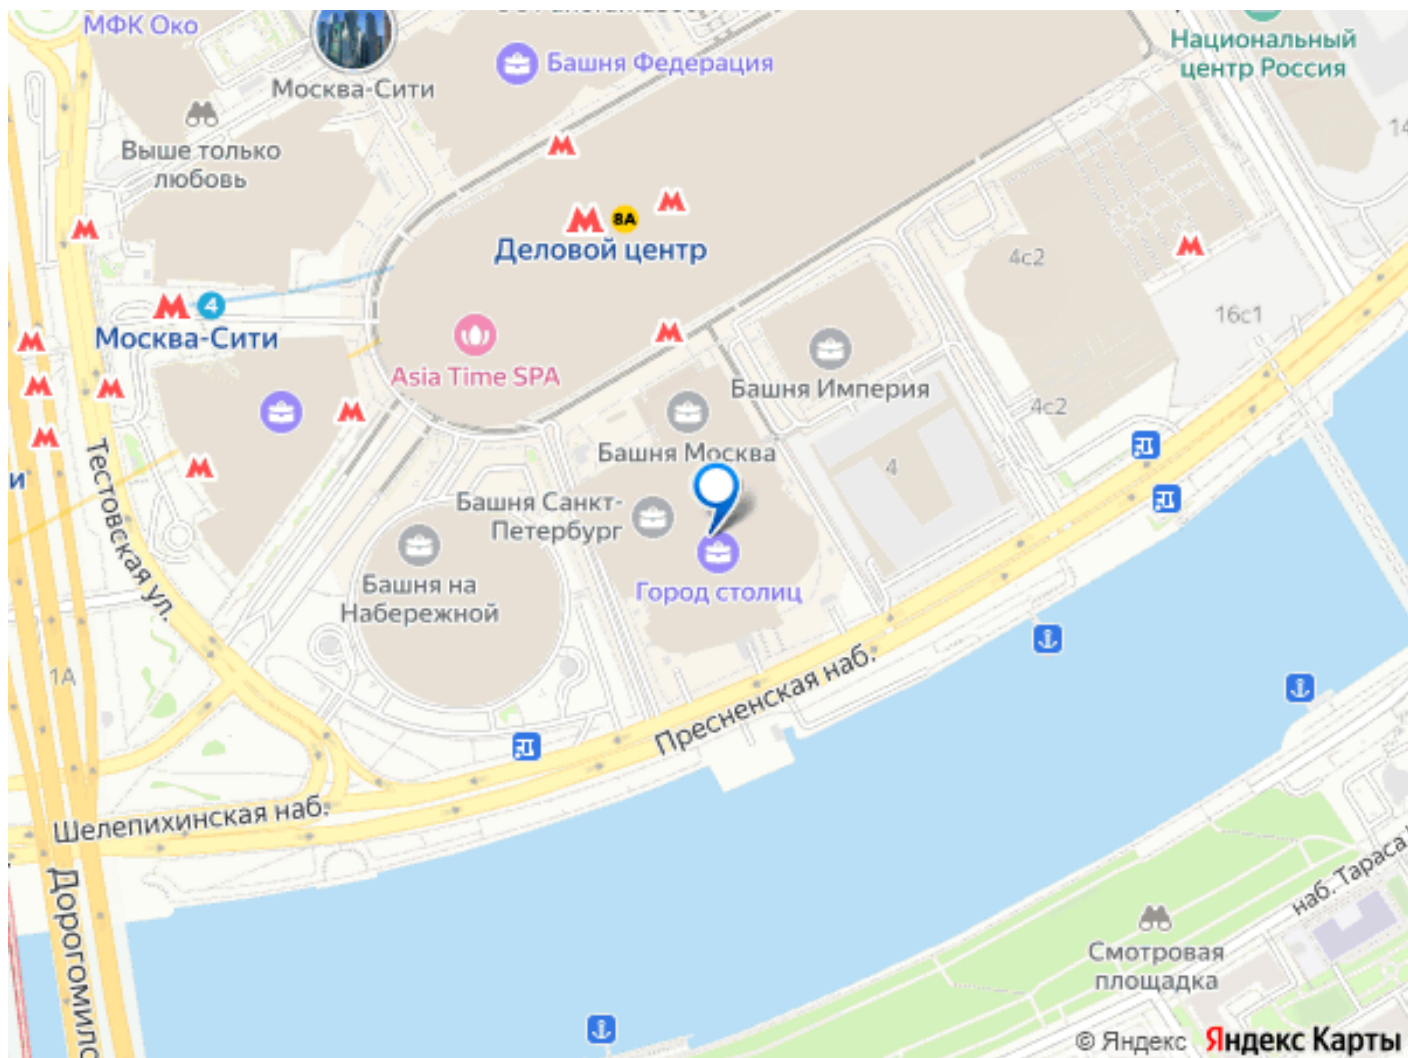 МФК Око
Москва-Сити
Башня Федерация
Национальный
центр Россия
14
Выше только
любовь
8А
Деловой центр
4с2
16с1
4
Москва-Сити
Asia Time SPA
Башня Империя
4с2
Башня Москва
4
и
Башня Санкт-
Петербург
Тестовская ул.
Башня на
Набережной
Город столиц
1А
Пресненская наб.
Шелепихинская наб.
Дорогомило
наб. Тараса
Смотровая
площадка
© Яндекс Яндекс Карты